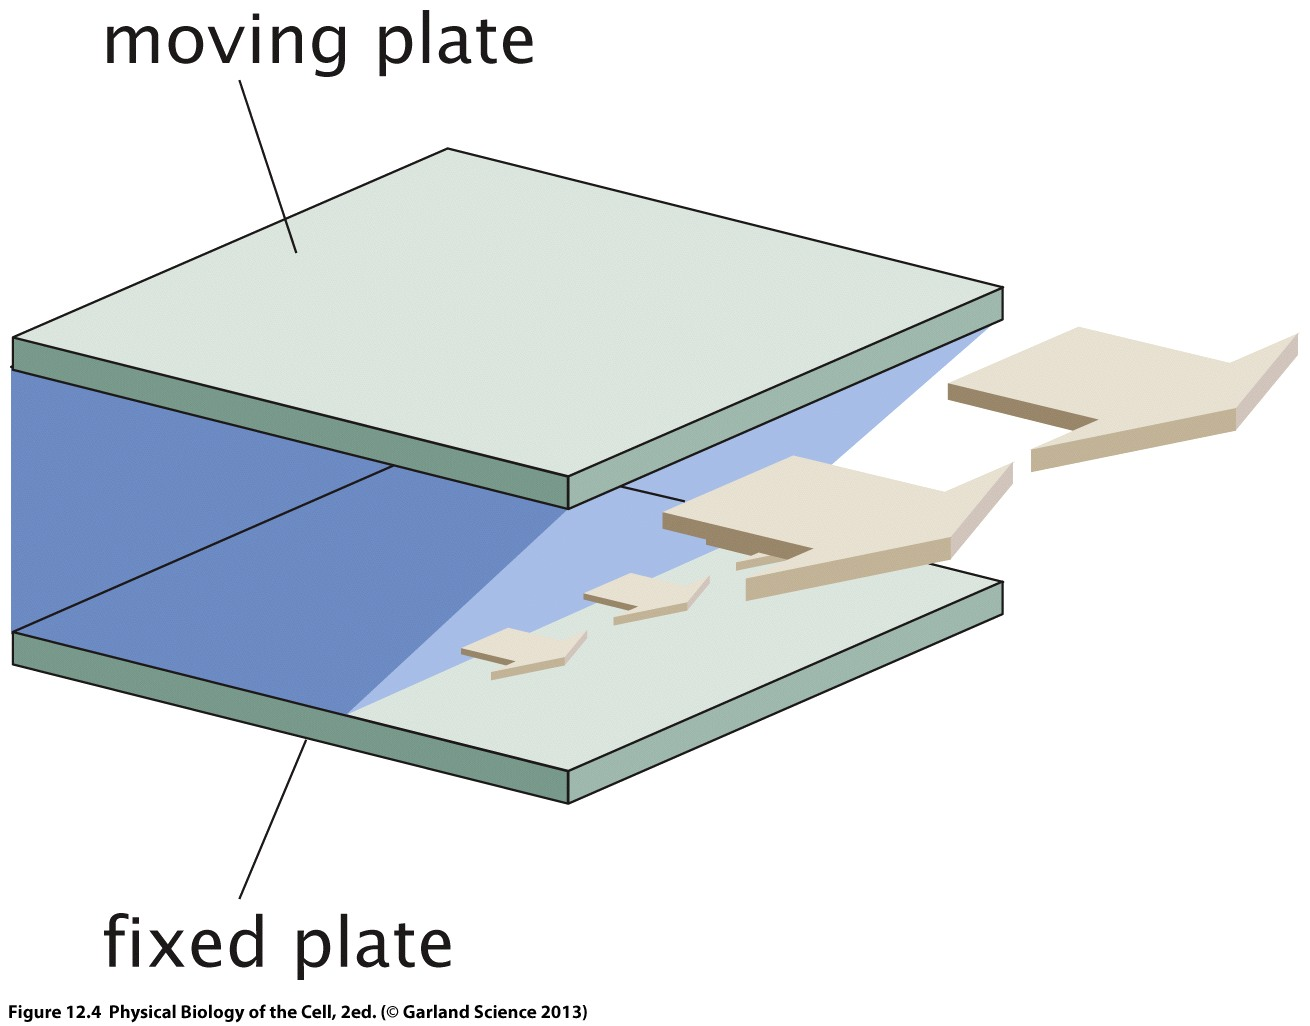 moving plate
fixed plate
Figure 12.4 Physical Biology of the Cell, 2ed. (© Garland Science 2013)